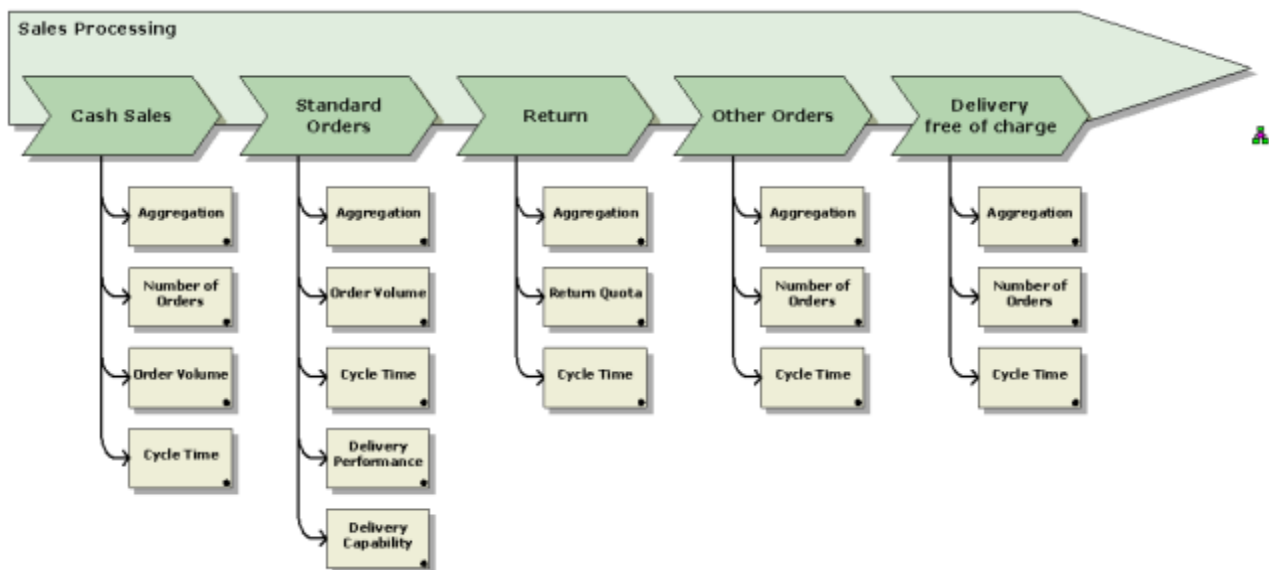 Sales Processing
Cash Sales
Standard
Orders
Return
Other Orders
Delivery
free of charge
Aggregation
Number of
Orders
Order Volume
Cycle Time
Aggregation
Order Volume
Cycle Time
Delivery
Performance
Delivery
Capability
Aggregation
Return Quota
Cycle Time
Aggregation
Number of
Orders
Cycle Time
Aggregation
Number of
Orders
Cycle Time